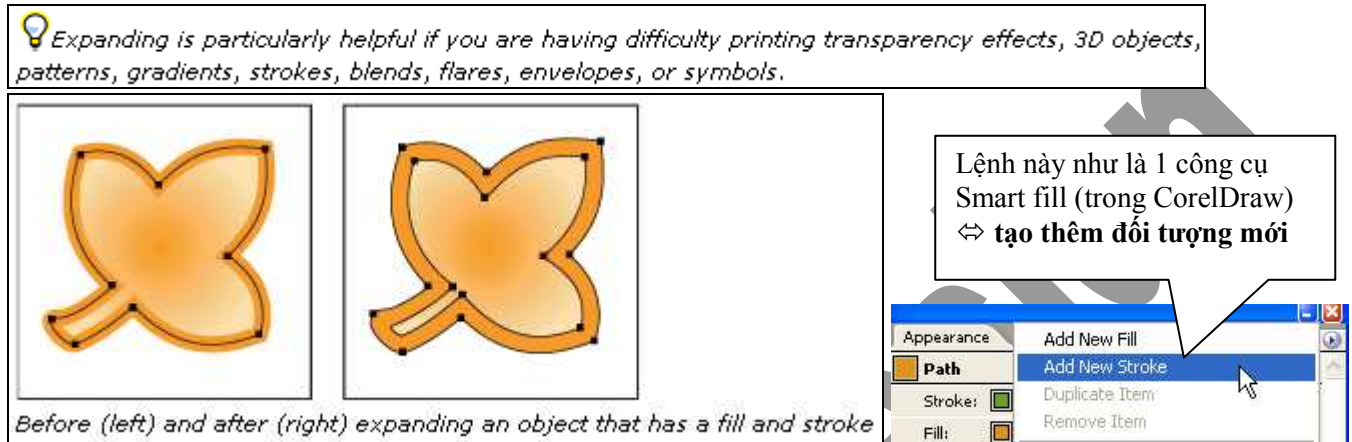 Expanding is particularly helpful if you are having difficulty printing transparency effects, 3D objects,
patterns, gradients, strokes, blends, flares, envelopes, or symbols.
Before (left) and after (right) expanding an object that has a fill and stroke
Lệnh này như là 1 công cụ
Smart fill (trong CorelDraw)
⇔ tạo thêm đối tượng mới
Appearance
Path
Stroke:
Fill:
Add New Fill
Add New Stroke
Duplicate Item
Remove Item